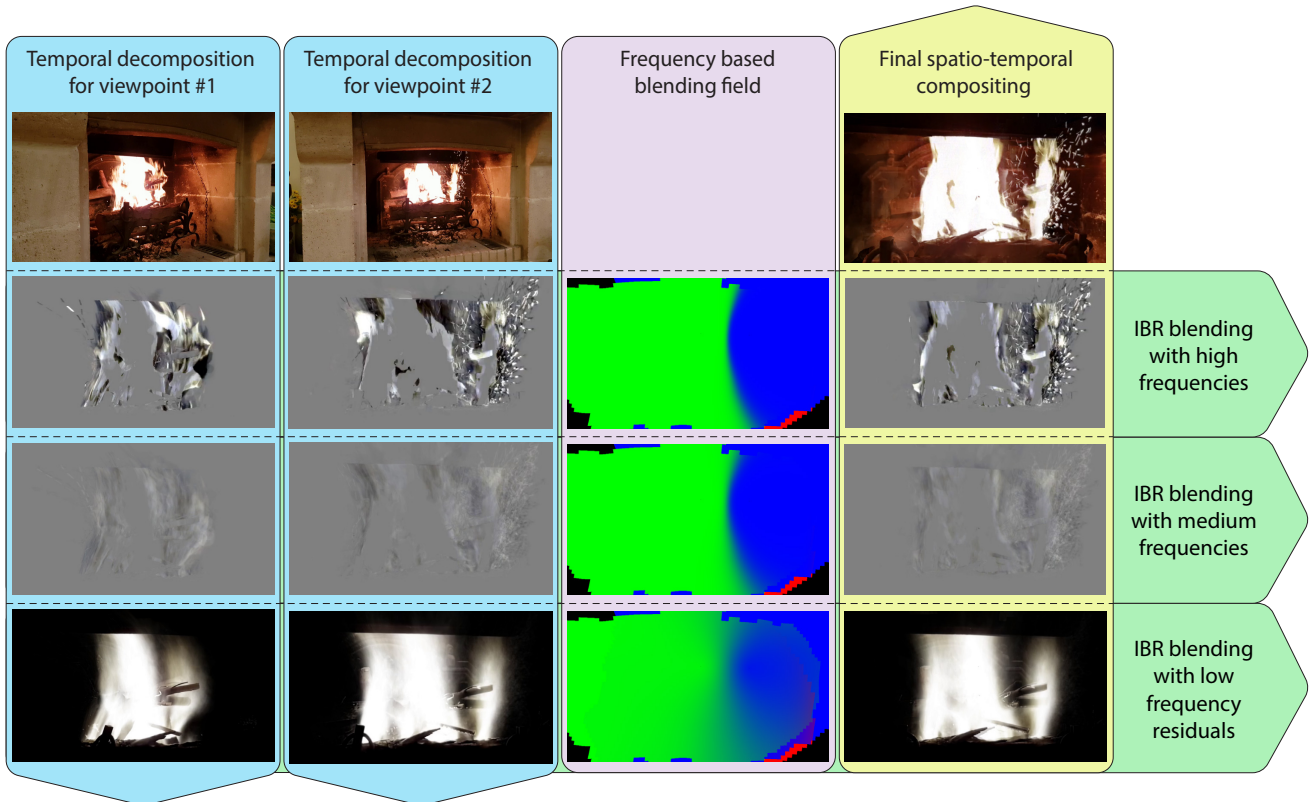 Temporal decomposition
for viewpoint #1
Temporal decomposition
for viewpoint #2
Frequency based
blending field
Final spatio-temporal
compositing
IBR blending
with high
frequencies
IBR blending
with medium
frequencies
IBR blending
with low
frequency
residuals